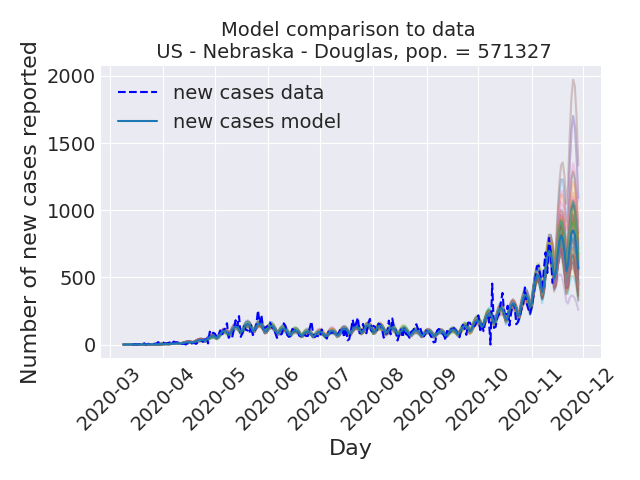 Model comparison to data
US - Nebraska - Douglas, pop. = 571327
Number of new cases reported
2000
1500
1000
500
0
new cases data
new cases model
2020-03
2020-04
2020-05
2020-06
2020-07
2020-08
2020-09
2020-10
2020-11
2020-12
Day